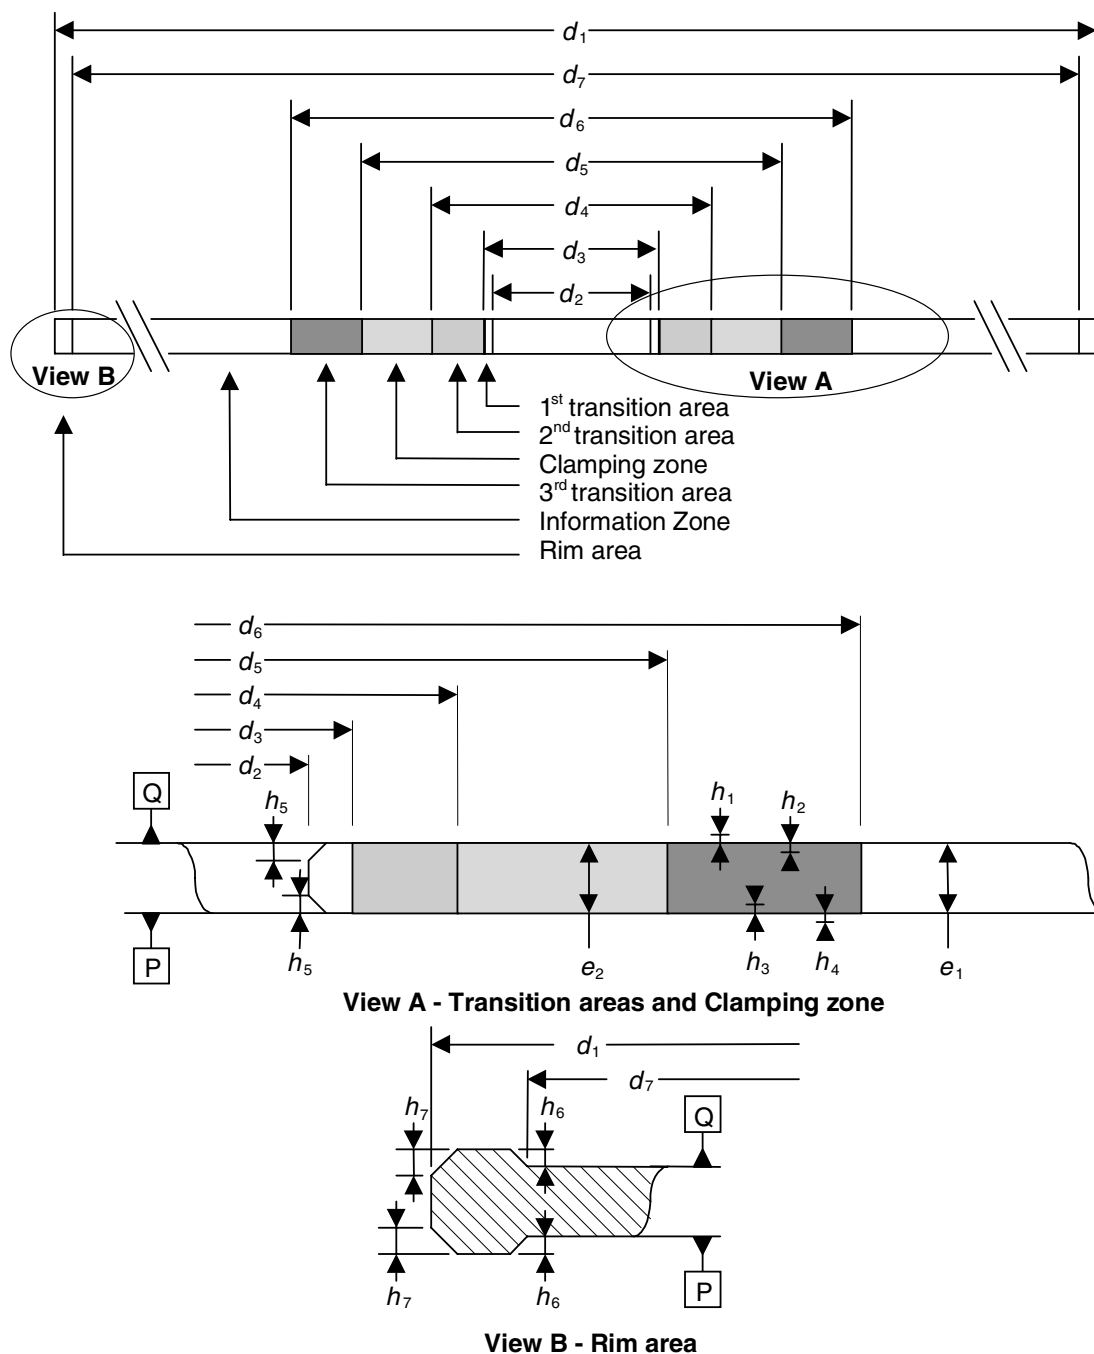 d1
d7
d6
d5
d4
d3
d2
View B
View A
1st transition area
2nd transition area
Clamping zone
3rd transition area
Information Zone
Rim area
d6
d5
d4
d3
d2
Q
h5
h1
h2
P
h5
e2
h3
h4
e1
View A - Transition areas and Clamping zone
d1
d7
h7
h6
Q
h7
h6
P
View B - Rim area